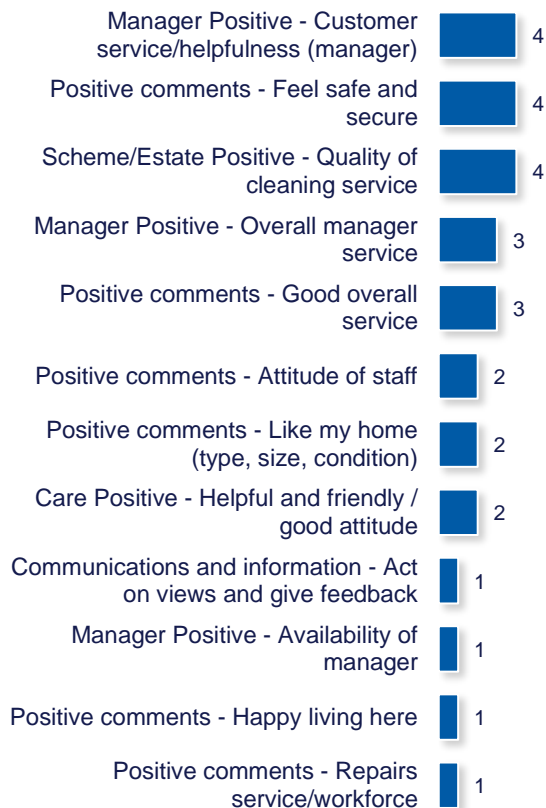 Manager Positive - Customer
service/helpfulness (manager)
4
Positive comments - Feel safe and
secure
4
Scheme/Estate Positive - Quality of
cleaning service
4
Manager Positive - Overall manager
service
3
Positive comments - Good overall
service
3
Positive comments - Attitude of staff
2
Positive comments - Like my home
(type, size, condition)
2
Care Positive - Helpful and friendly /
good attitude
2
Communications and information - Act
on views and give feedback
1
Manager Positive - Availability of
manager
1
Positive comments - Happy living here
1
Positive comments - Repairs
service/workforce
1